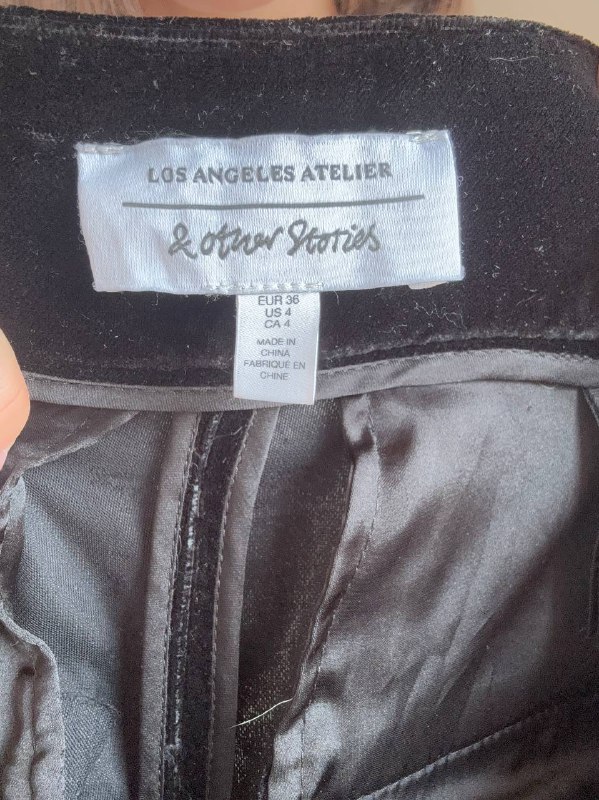 LOS ANGELES ATELIER
& other Stories
EUR 36
US 4
CA 4
MADE IN
CHINA
FABRIQUE EN
CHINE